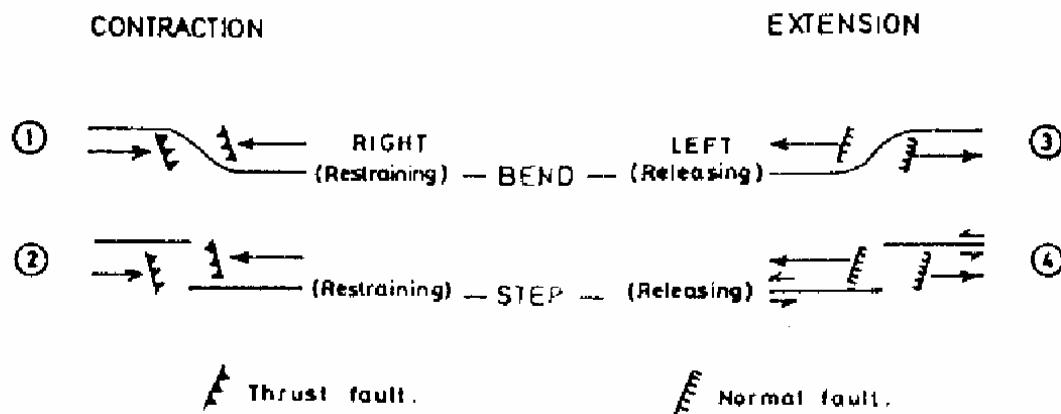 CONTRACTION EXTENSION
1 RIGHT LEFT 3
(Restraining) — BEND — (Releasing)
2 4
(Restraining) — STEP — (Releasing)
Thrust fault. Normal fault.